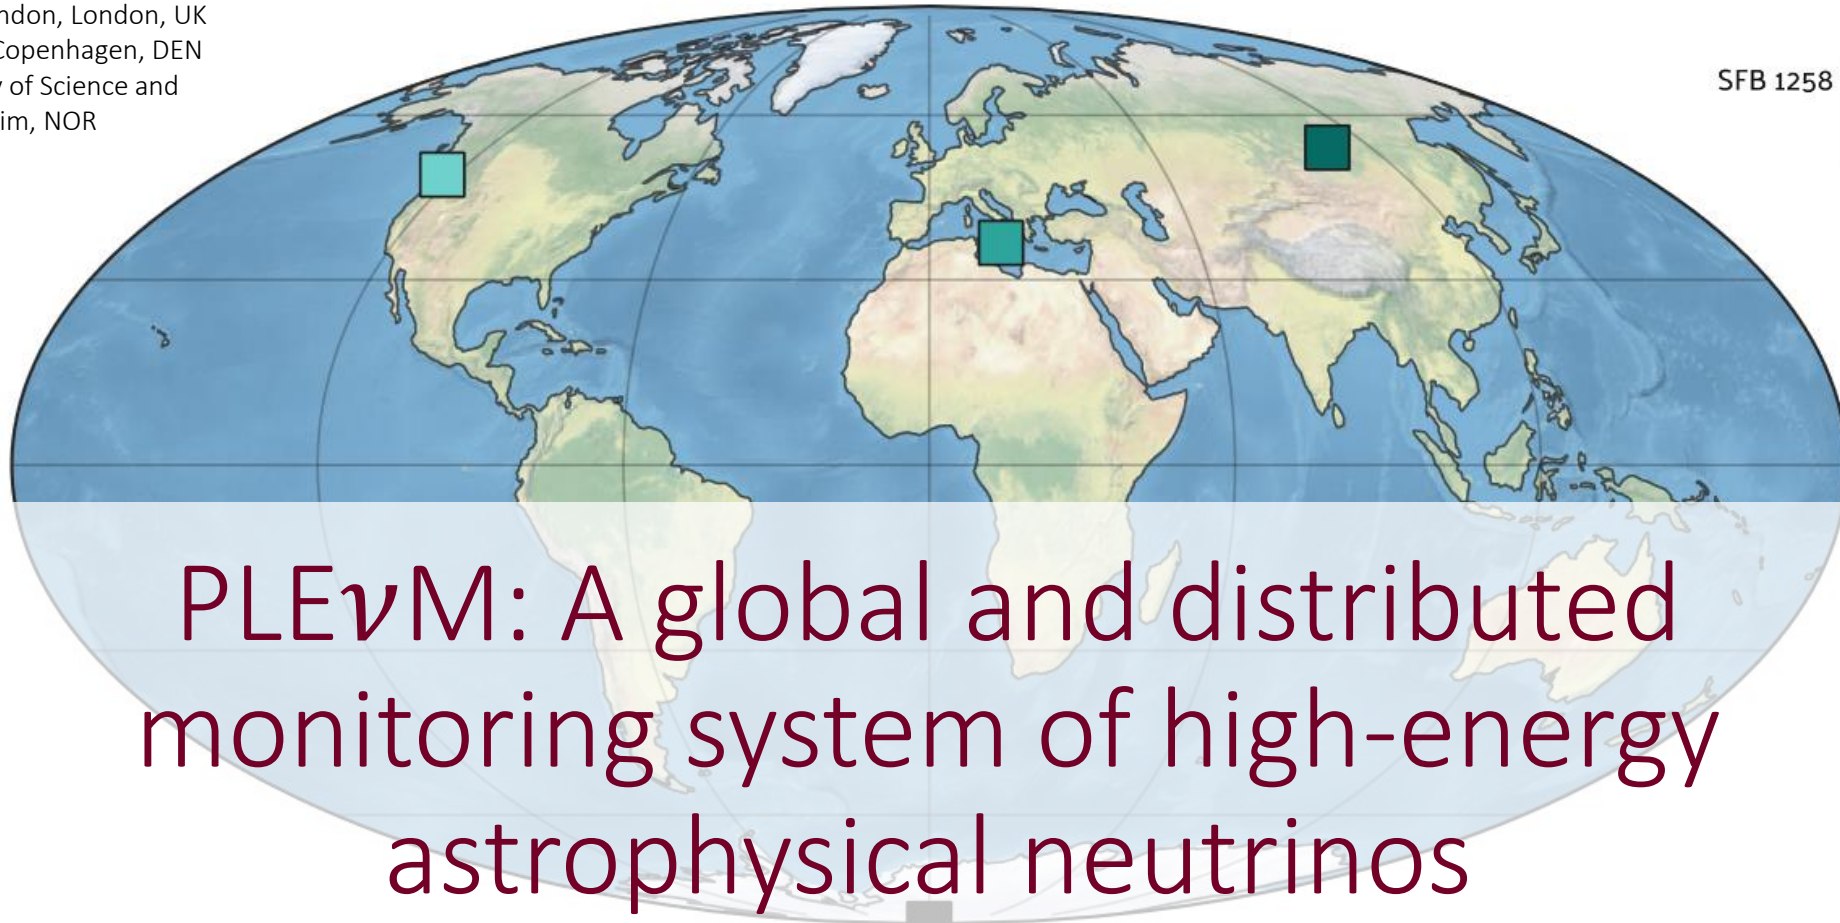 ndon, London, UK
Copenhagen, DEN
of Science and
im, NOR
SFB 1258
PLEνM: A global and distributed
monitoring system of high-energy
astrophysical neutrinos